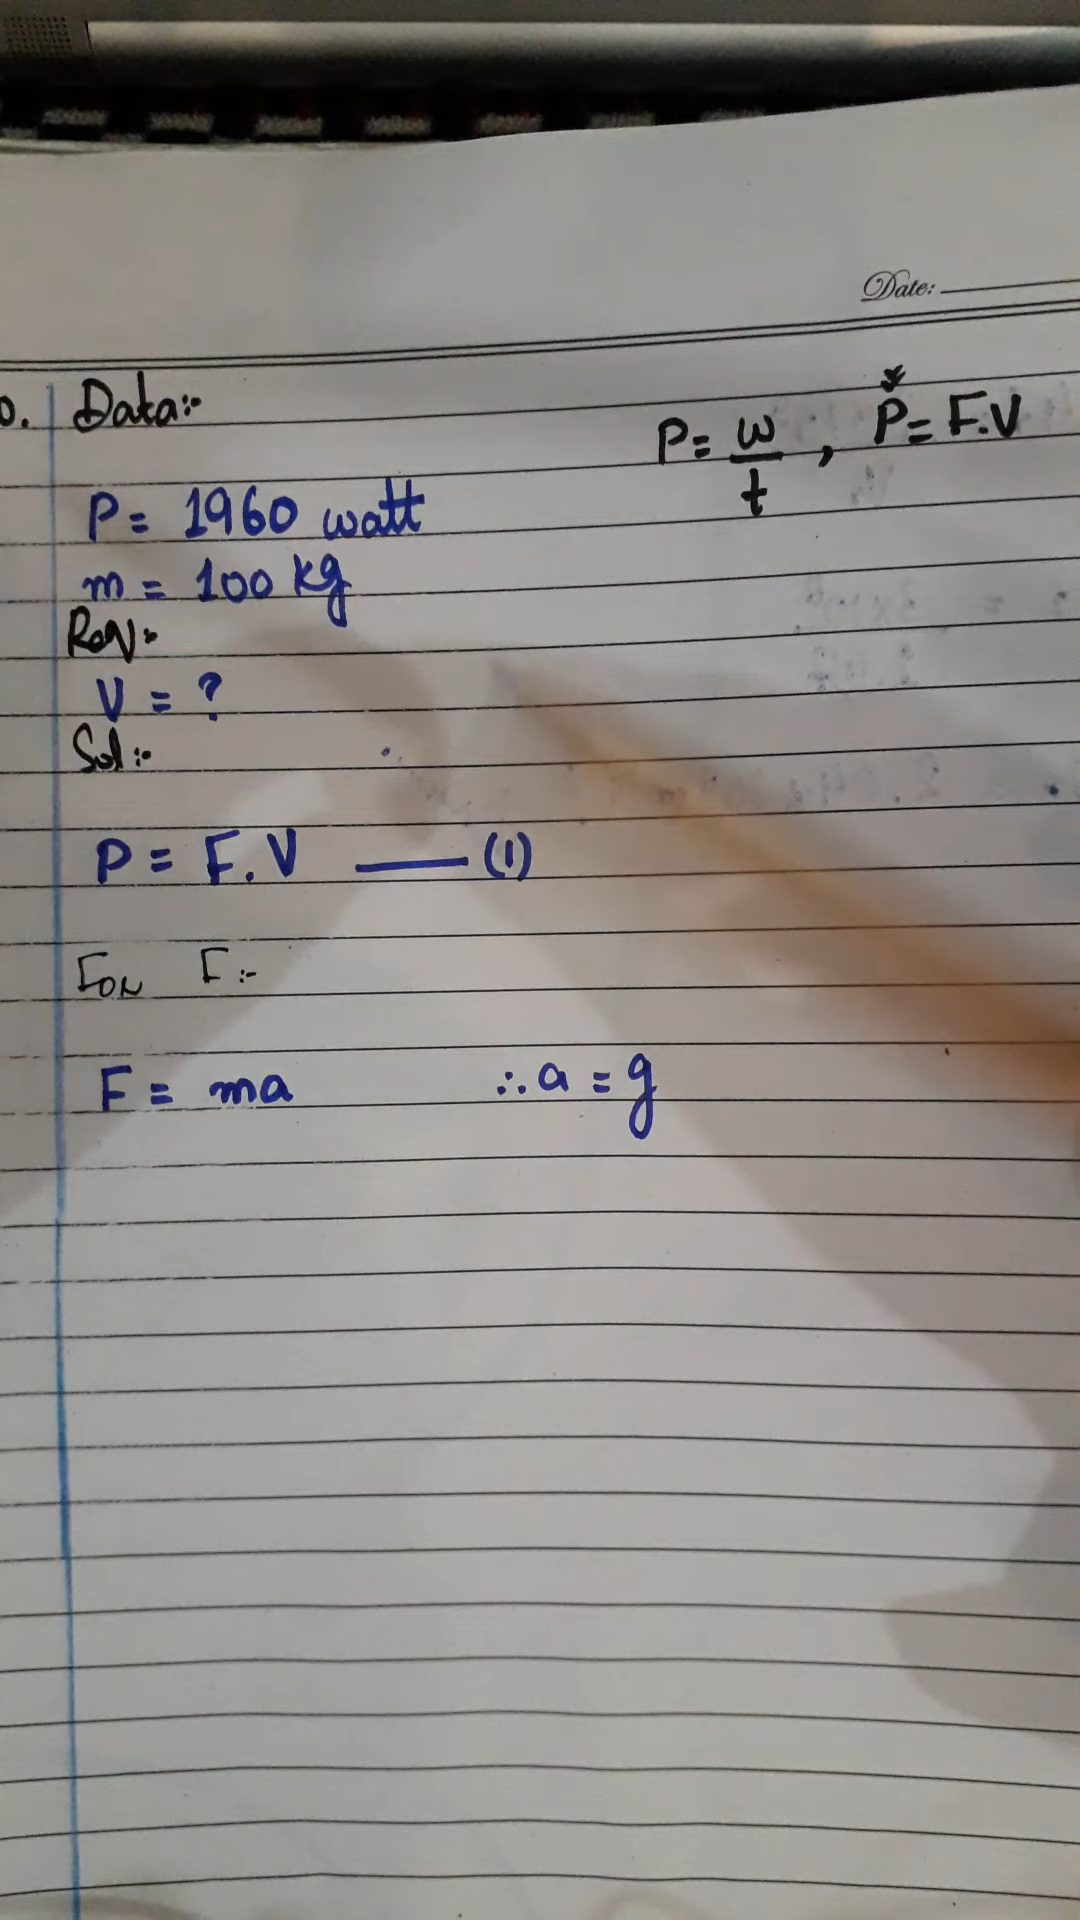 Date:
Data:-
P = w/t , P = F.V
P = 1960 watt
m = 100 kg
Req:-
V = ?
Sol:-
P = F.V —— (1)
For F:-
F = ma ∴ a = g